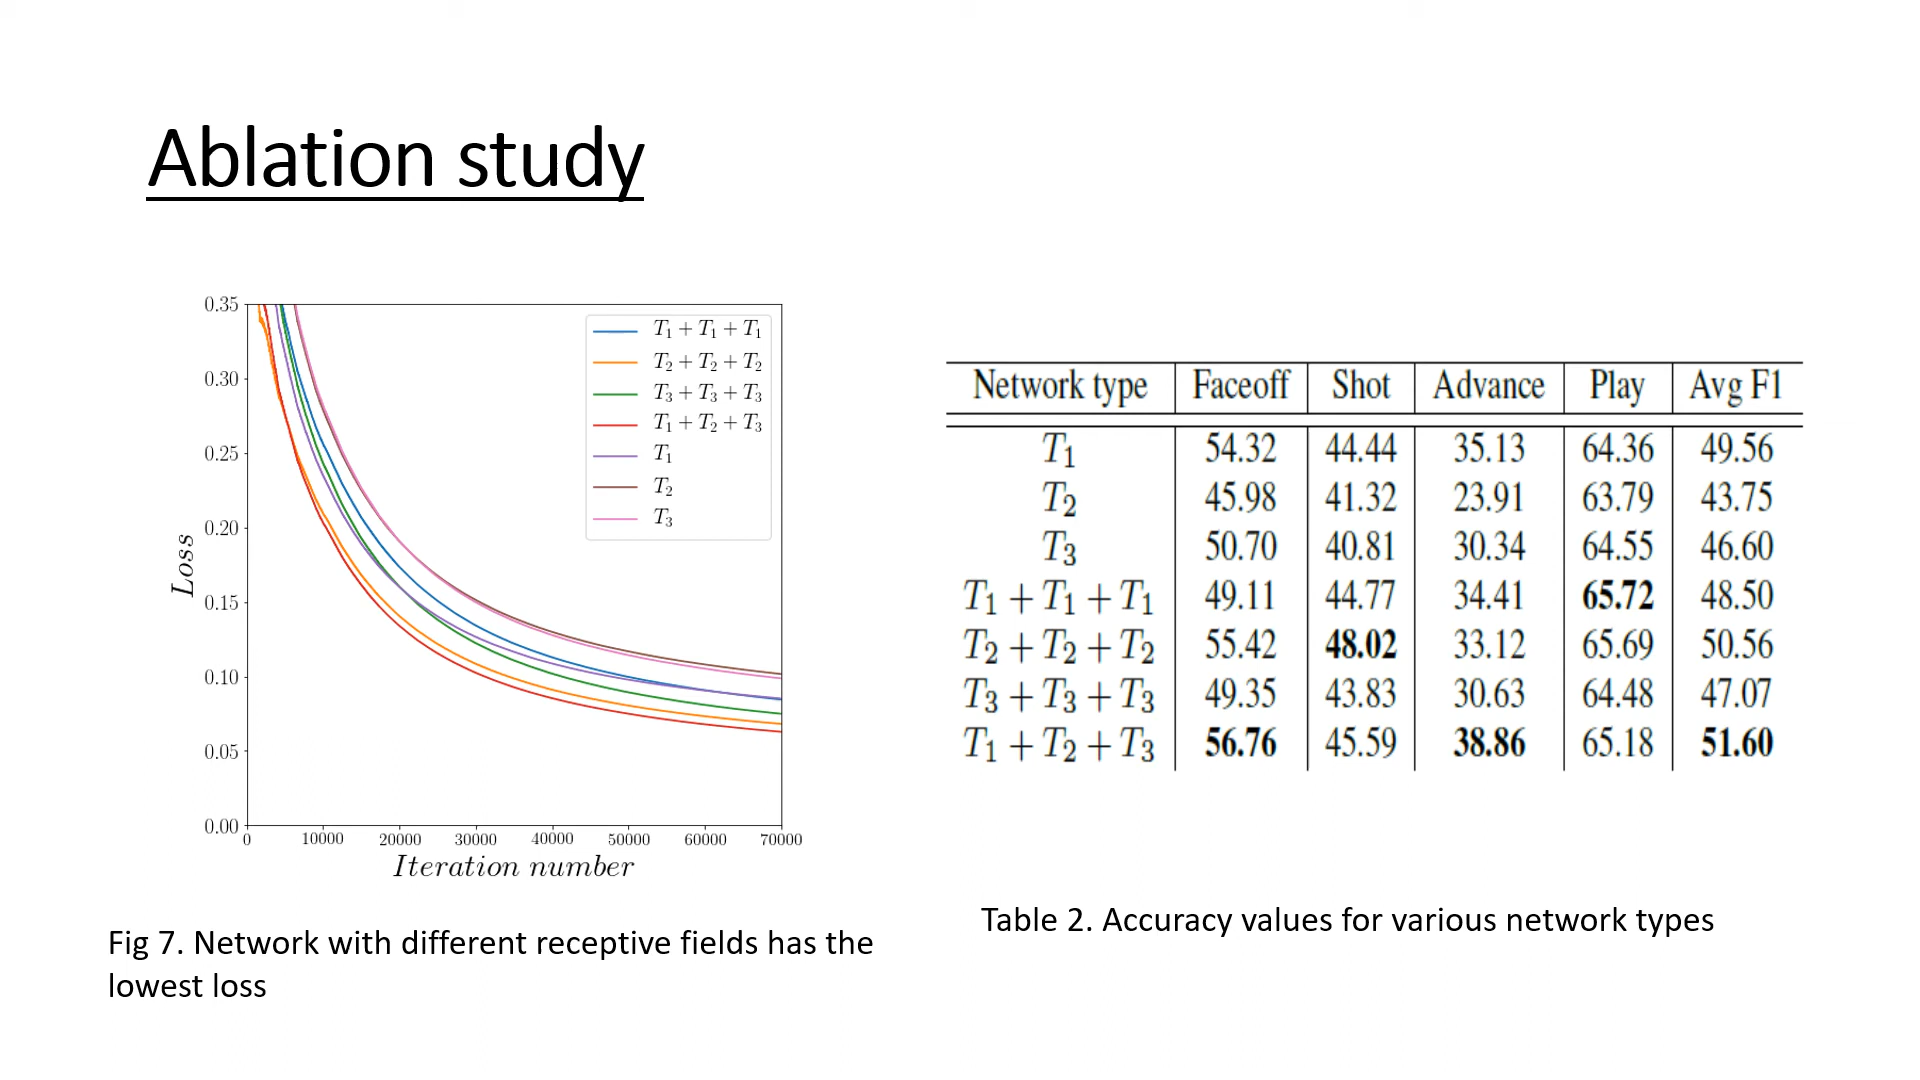 Ablation study
0.35
0.30
0.25
0.20
0.15
0.10
0.05
0.00
Loss
0 10000 20000 30000 40000 50000 60000 70000
Iteration number
T₁ + T₁ + T₁
T₂ + T₂ + T₂
T₃ + T₃ + T₃
T₁ + T₂ + T₃
T₁
T₂
T₃
Fig 7. Network with different receptive fields has the
lowest loss
Network type Faceoff Shot Advance Play Avg F1
T₁ 54.32 44.44 35.13 64.36 49.56
T₂ 45.98 41.32 23.91 63.79 43.75
T₃ 50.70 40.81 30.34 64.55 46.60
T₁ + T₁ + T₁ 49.11 44.77 34.41 65.72 48.50
T₂ + T₂ + T₂ 55.42 48.02 33.12 65.69 50.56
T₃ + T₃ + T₃ 49.35 43.83 30.63 64.48 47.07
T₁ + T₂ + T₃ 56.76 45.59 38.86 65.18 51.60
Table 2. Accuracy values for various network types